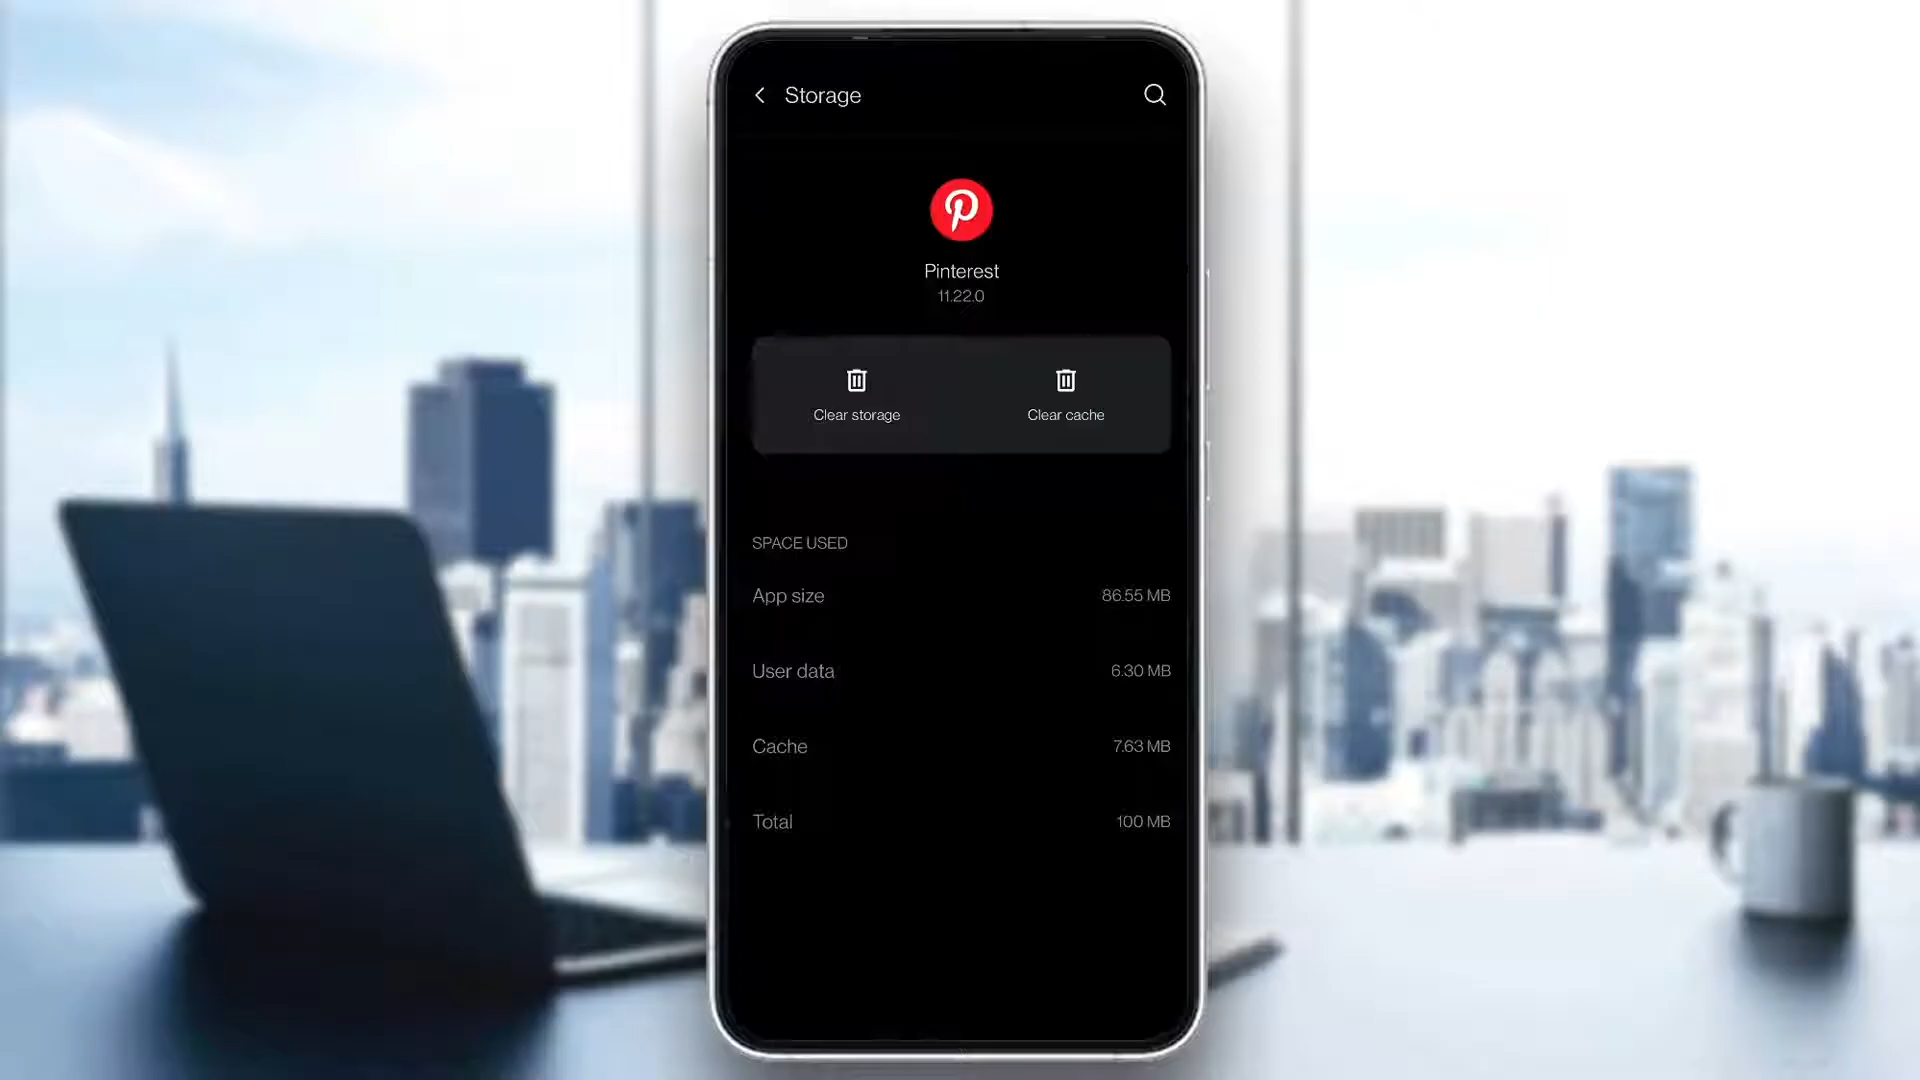 Storage
Pinterest
11.22.0
Clear storage
Clear cache
SPACE USED
App size
86.55 MB
User data
6.30 MB
Cache
7.63 MB
Total
100 MB